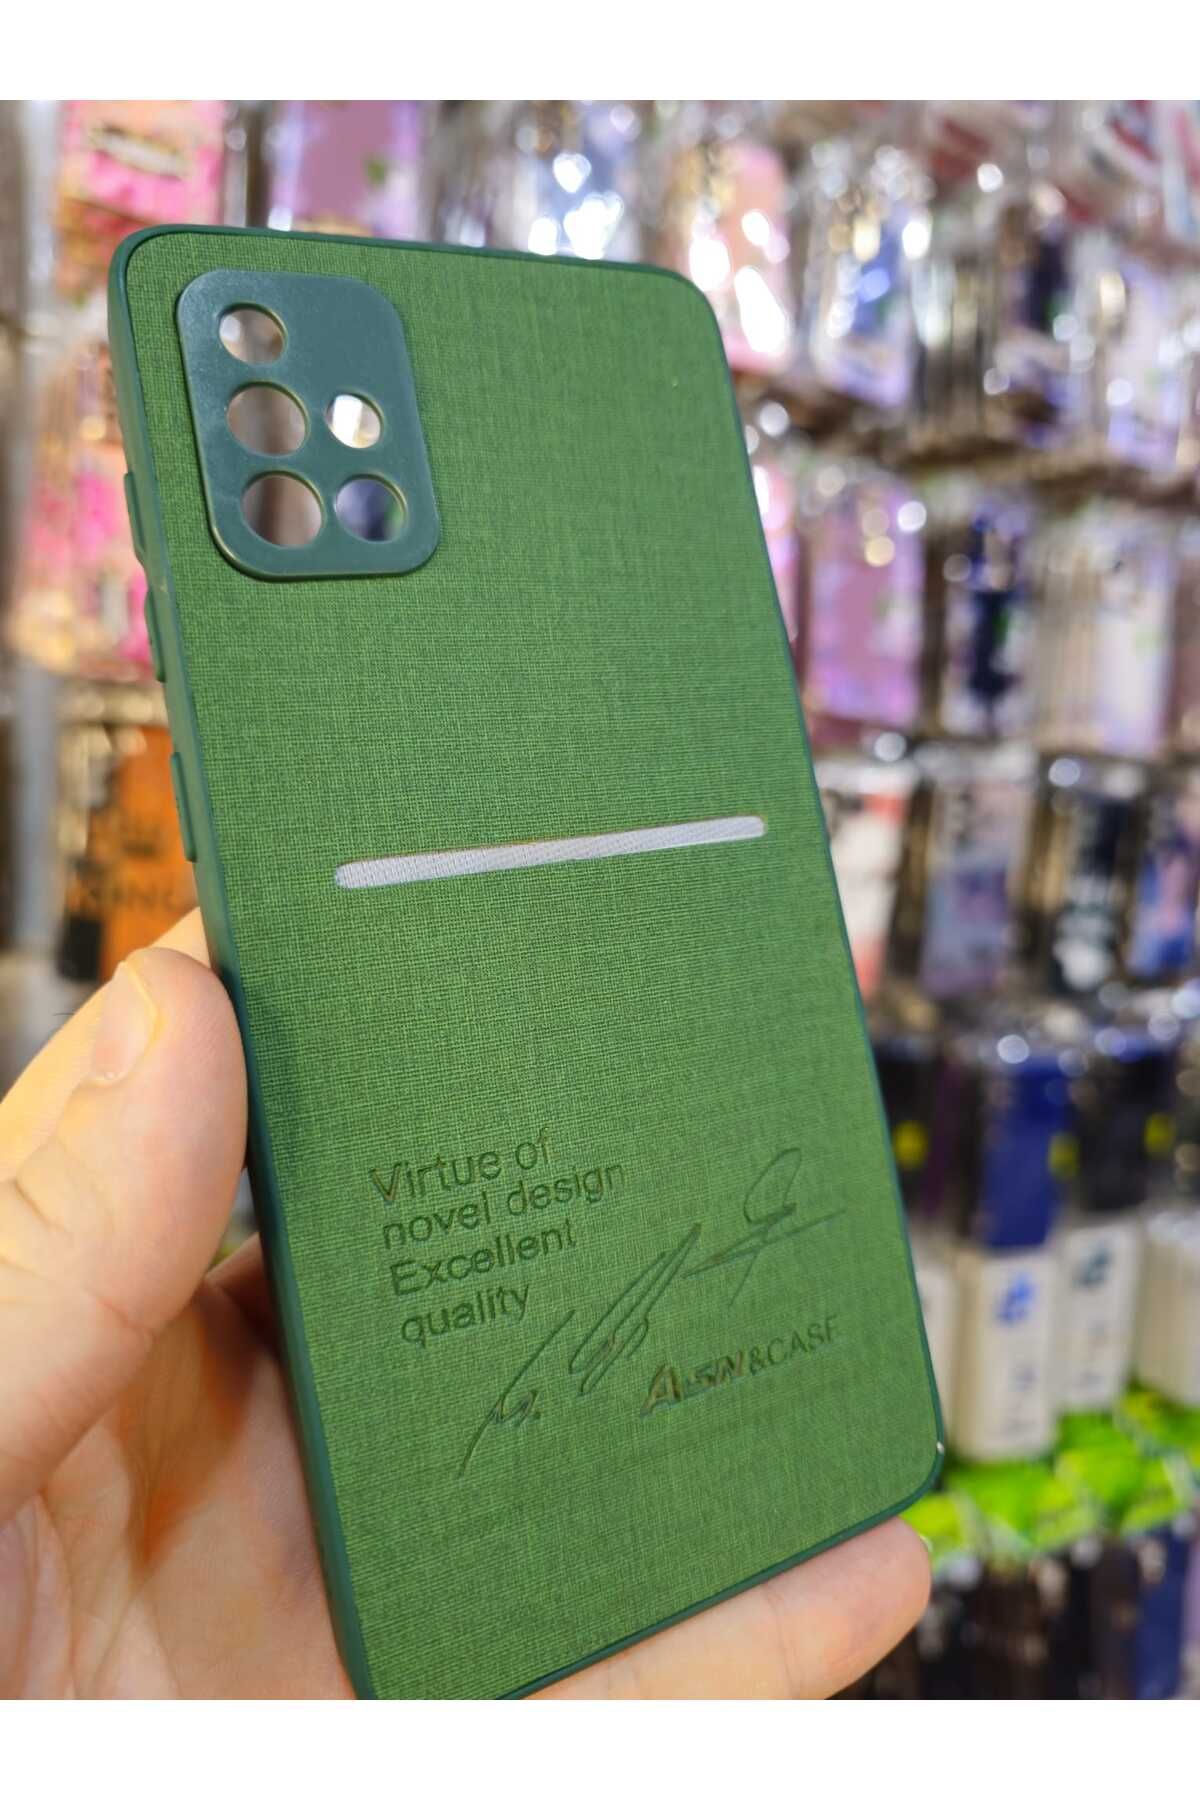 Virtue of
novel design
Excellent
quality
&CASE